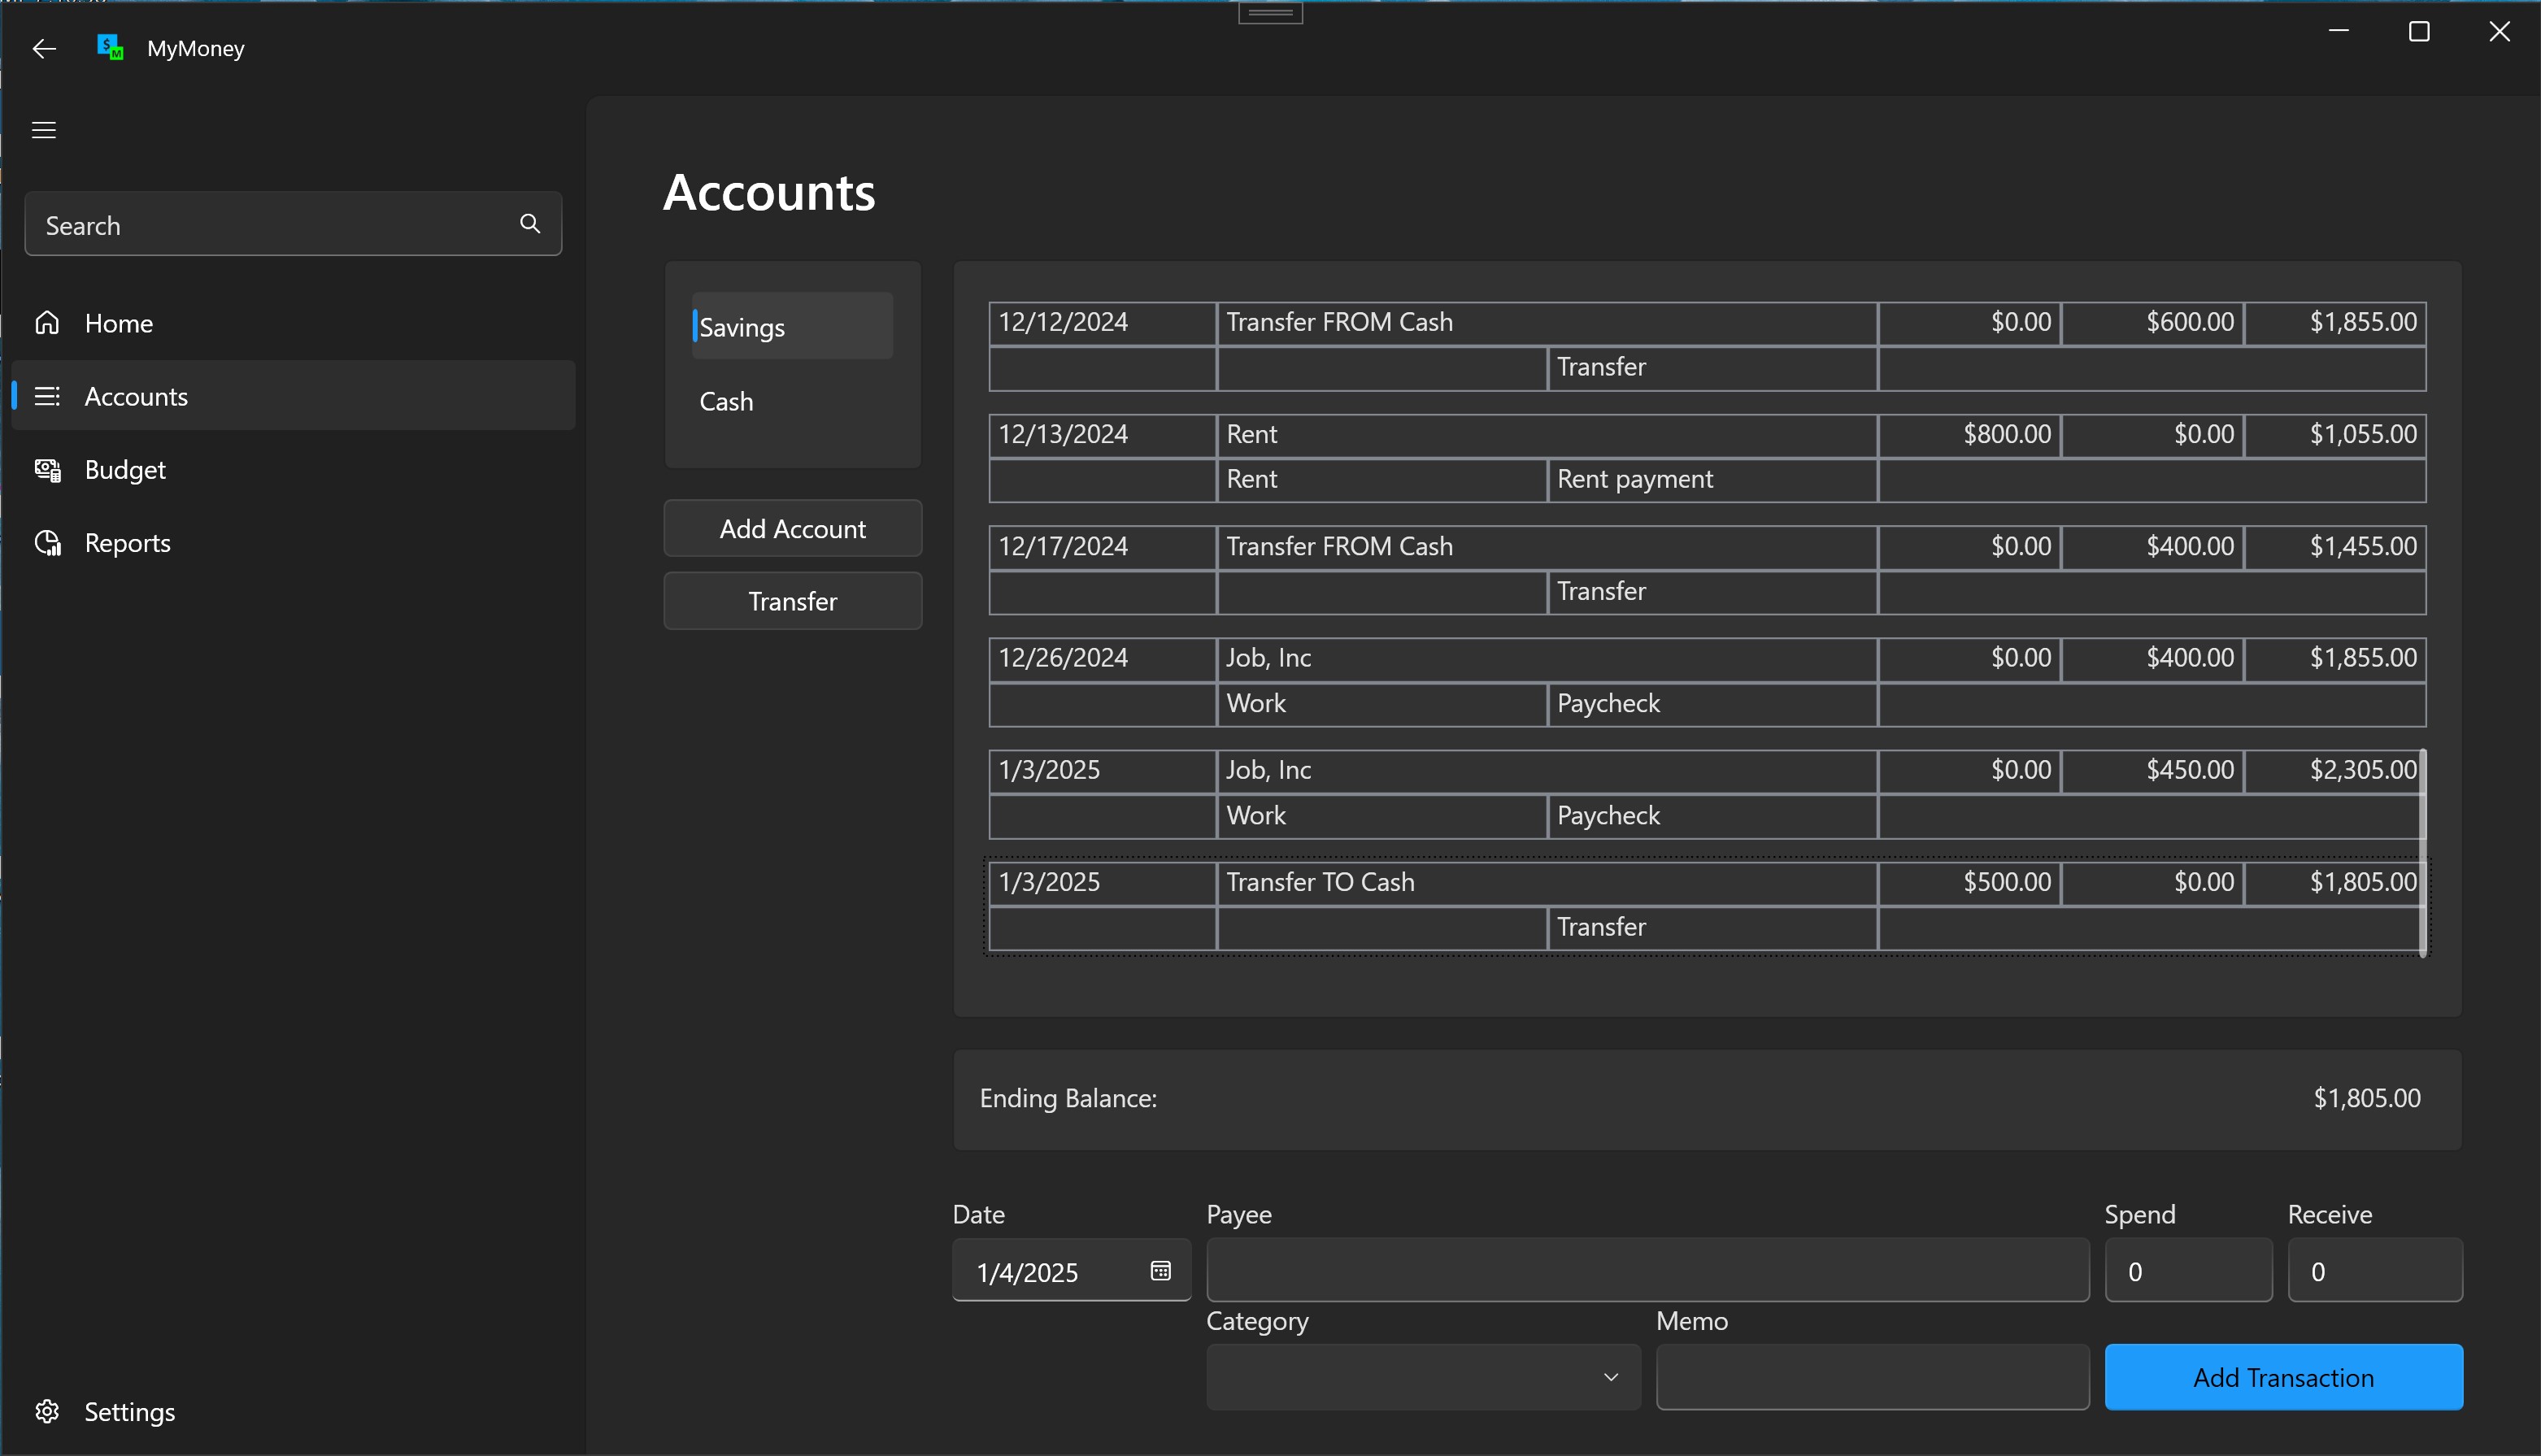 MyMoney
Search
Home
Accounts
Budget
Reports
Settings
Accounts
Savings
Cash
Add Account
Transfer
12/12/2024 Transfer FROM Cash $0.00 $600.00 $1,855.00
Transfer
12/13/2024 Rent $800.00 $0.00 $1,055.00
Rent Rent payment
12/17/2024 Transfer FROM Cash $0.00 $400.00 $1,455.00
Transfer
12/26/2024 Job, Inc $0.00 $400.00 $1,855.00
Work Paycheck
1/3/2025 Job, Inc $0.00 $450.00 $2,305.00
Work Paycheck
1/3/2025 Transfer TO Cash $500.00 $0.00 $1,805.00
Transfer
Ending Balance: $1,805.00
Date Payee Spend Receive
1/4/2025 0 0
Category Memo
Add Transaction